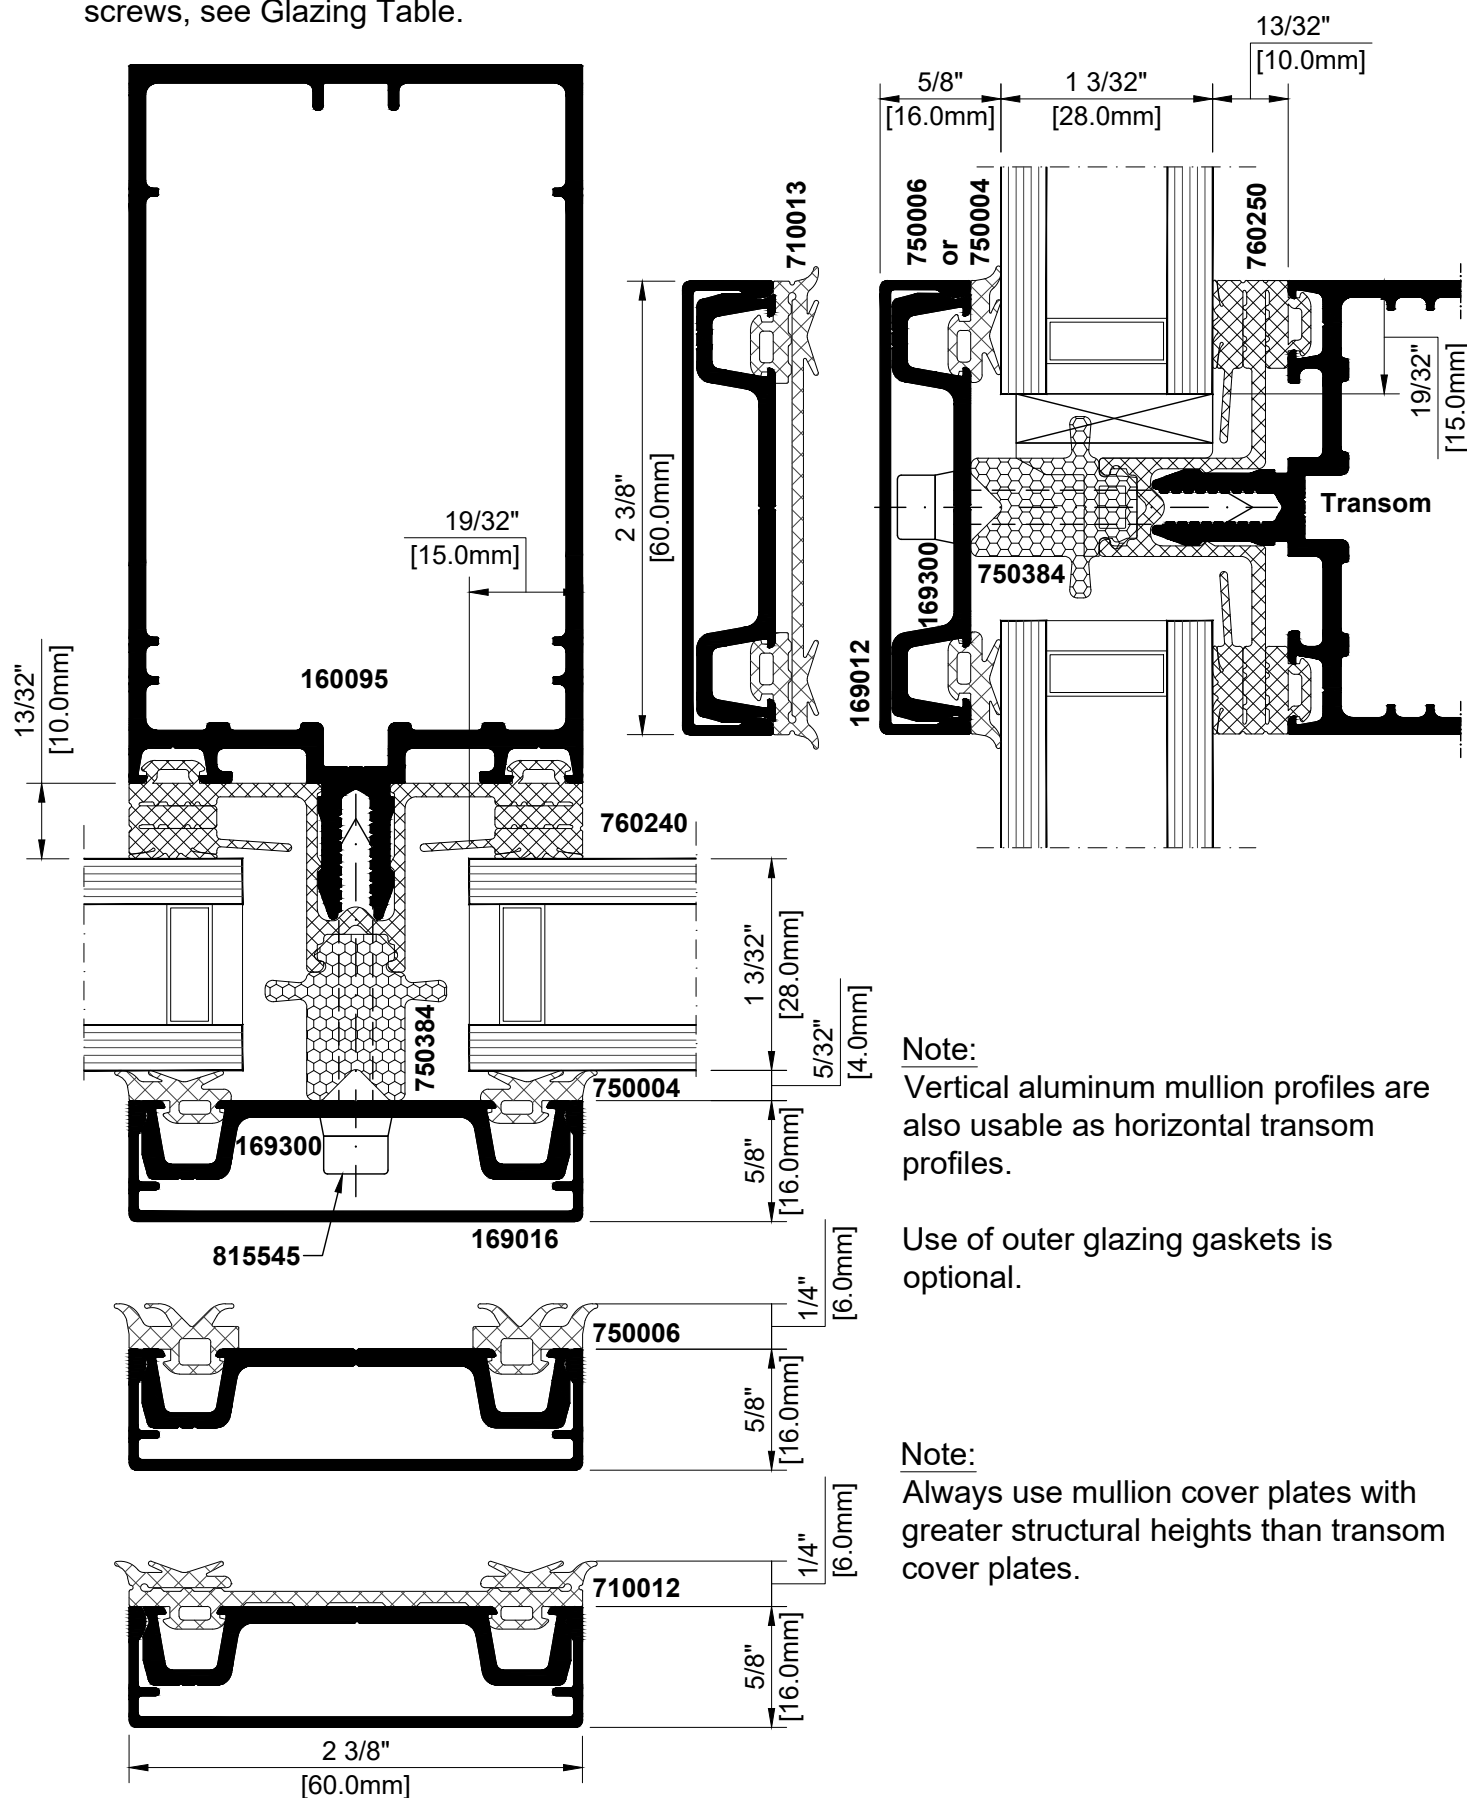 screws, see Glazing Table.
13/32"
[10.0mm]
5/8"
[16.0mm]
1 3/32"
[28.0mm]
710013
750006
or
750004
760250
19/32"
[15.0mm]
2 3/8"
[60.0mm]
19/32"
[15.0mm]
Transom
169300
750384
169012
13/32"
[10.0mm]
160095
760240
1 3/32"
[28.0mm]
5/32"
[4.0mm]
750384
750004
169300
5/8"
[16.0mm]
169016
815545
Note:
Vertical aluminum mullion profiles are
also usable as horizontal transom
profiles.
Use of outer glazing gaskets is
optional.
1/4"
[6.0mm]
750006
5/8"
[16.0mm]
Note:
Always use mullion cover plates with
greater structural heights than transom
cover plates.
1/4"
[6.0mm]
710012
5/8"
[16.0mm]
2 3/8"
[60.0mm]